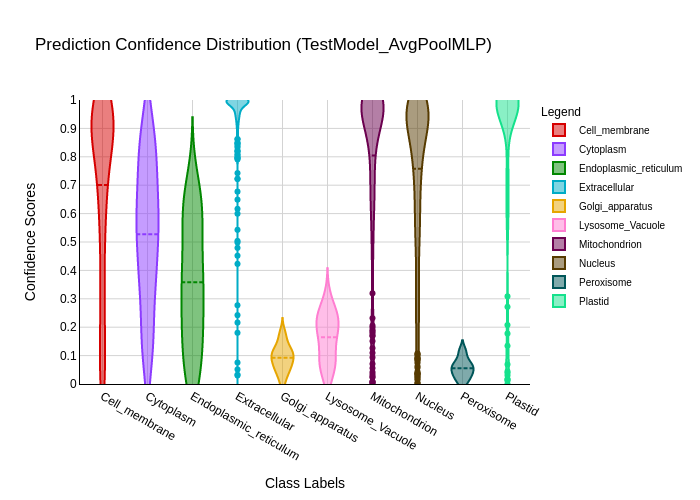 Prediction Confidence Distribution (TestModel_AvgPoolMLP)
Confidence Scores
1
0.9
0.8
0.7
0.6
0.5
0.4
0.3
0.2
0.1
0
Cell_membrane
Cytoplasm
Endoplasmic_reticulum
Extracellular
Golgi_apparatus
Lysosome_Vacuole
Mitochondrion
Nucleus
Peroxisome
Plastid
Class Labels
Legend
Cell_membrane
Cytoplasm
Endoplasmic_reticulum
Extracellular
Golgi_apparatus
Lysosome_Vacuole
Mitochondrion
Nucleus
Peroxisome
Plastid